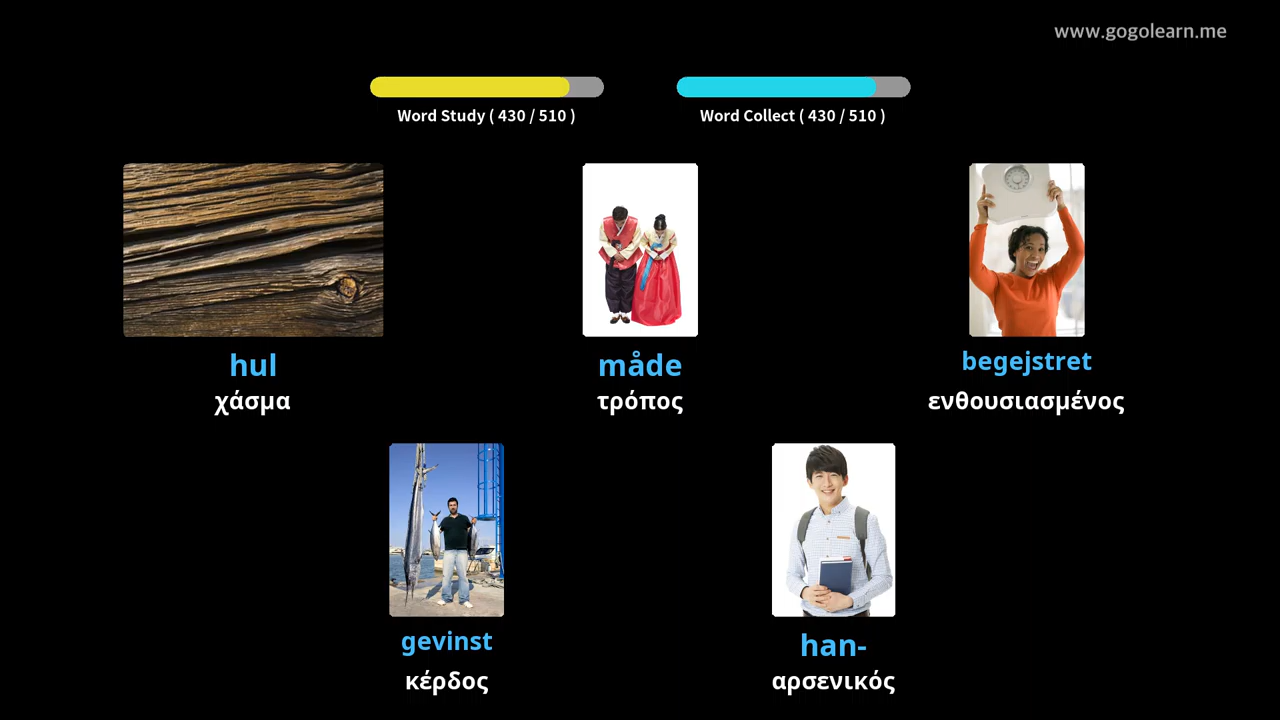 www.gogolearn.me
Word Study ( 430 / 510 )
Word Collect ( 430 / 510 )
hul
χάσμα
måde
τρόπος
begejstret
ενθουσιασμένος
gevinst
κέρδος
han-
αρσενικός